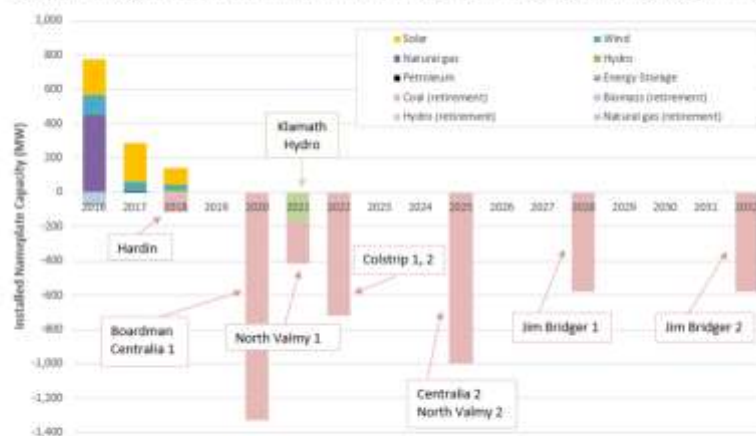 1,000
800
600
400
200
0
-200
-400
-600
-800
-1,000
-1,200
-1,400
Installed Nameplate Capacity (MW)
Solar
Wind
Natural gas
Hydro
Petroleum
Energy Storage
Coal (retirement)
Biomass (retirement)
Hydro (retirement)
Natural gas (retirement)
Klamath
Hydro
2016 2017 2018 2019 2020 2021 2022 2023 2024 2025 2026 2027 2028 2029 2030 2031 2032
Hardin
Colstrip 1, 2
Boardman
Centralia 1
North Valmy 1
Jim Bridger 1
Jim Bridger 2
Centralia 2
North Valmy 2